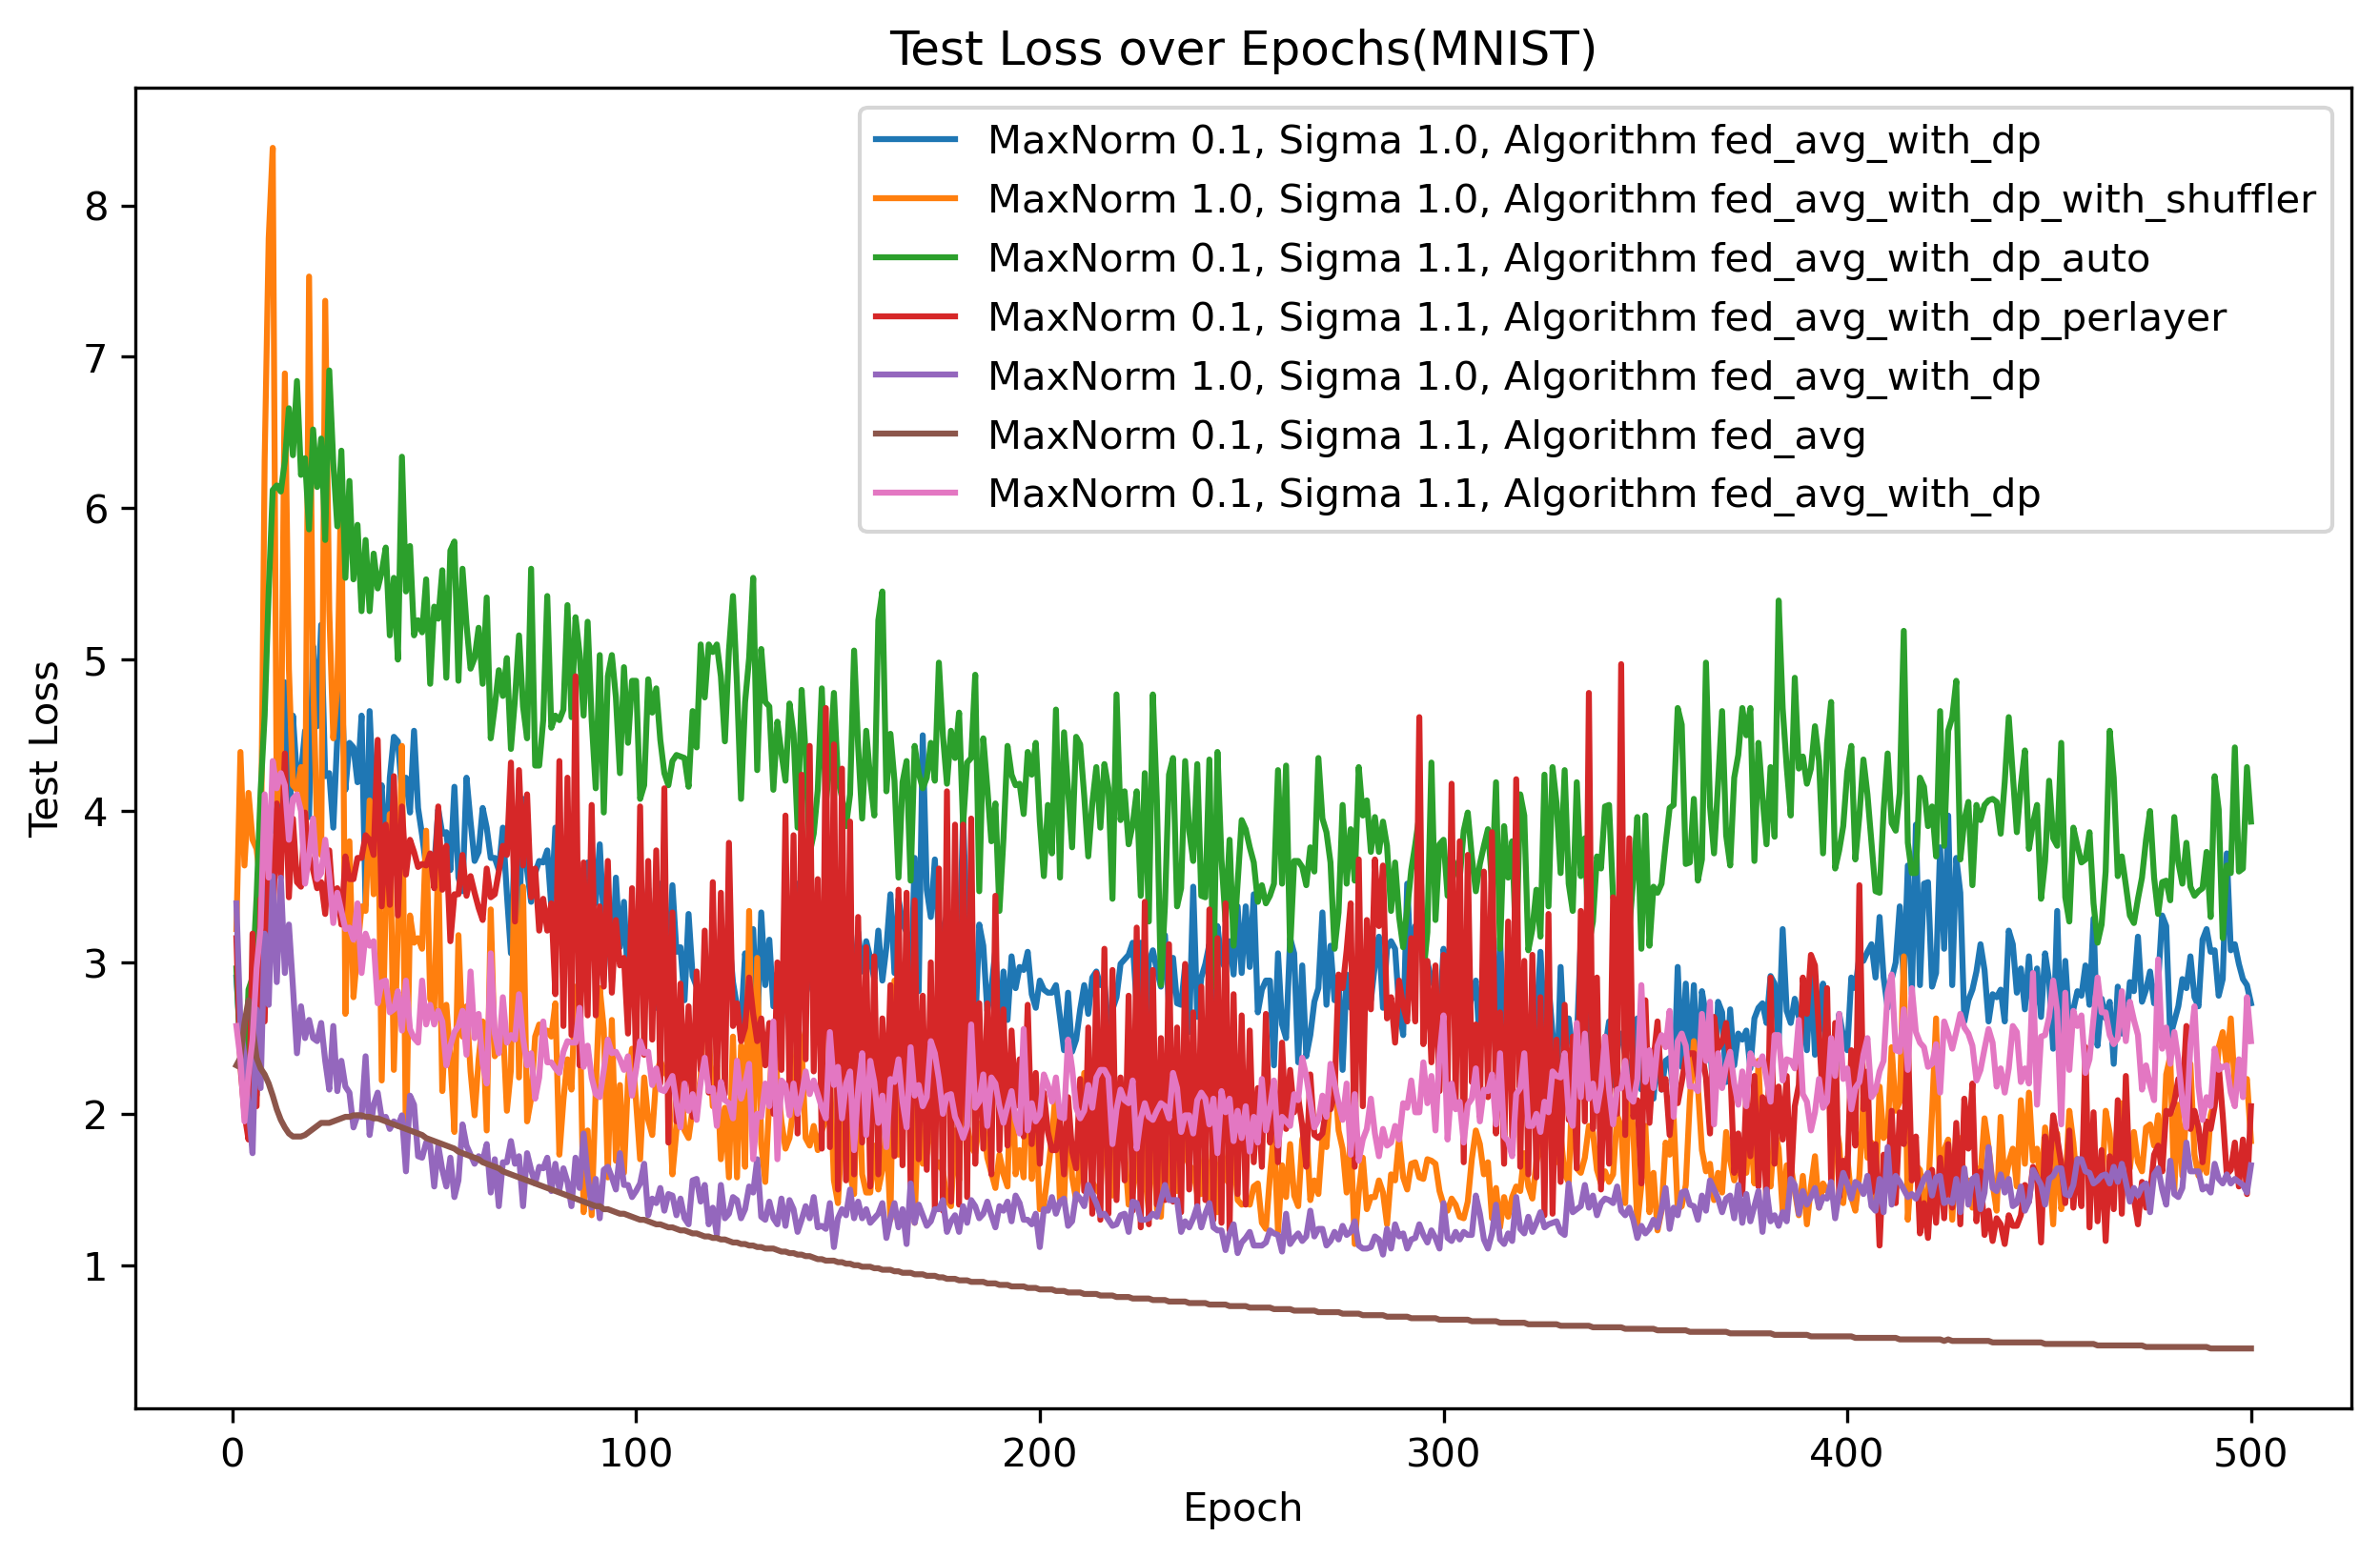 Test Loss over Epochs(MNIST)
MaxNorm 0.1, Sigma 1.0, Algorithm fed_avg_with_dp
MaxNorm 1.0, Sigma 1.0, Algorithm fed_avg_with_dp_with_shuffler
MaxNorm 0.1, Sigma 1.1, Algorithm fed_avg_with_dp_auto
MaxNorm 0.1, Sigma 1.1, Algorithm fed_avg_with_dp_perlayer
MaxNorm 1.0, Sigma 1.0, Algorithm fed_avg_with_dp
MaxNorm 0.1, Sigma 1.1, Algorithm fed_avg
MaxNorm 0.1, Sigma 1.1, Algorithm fed_avg_with_dp
Test Loss
8
7
6
5
4
3
2
1
0 100 200 300 400 500
Epoch